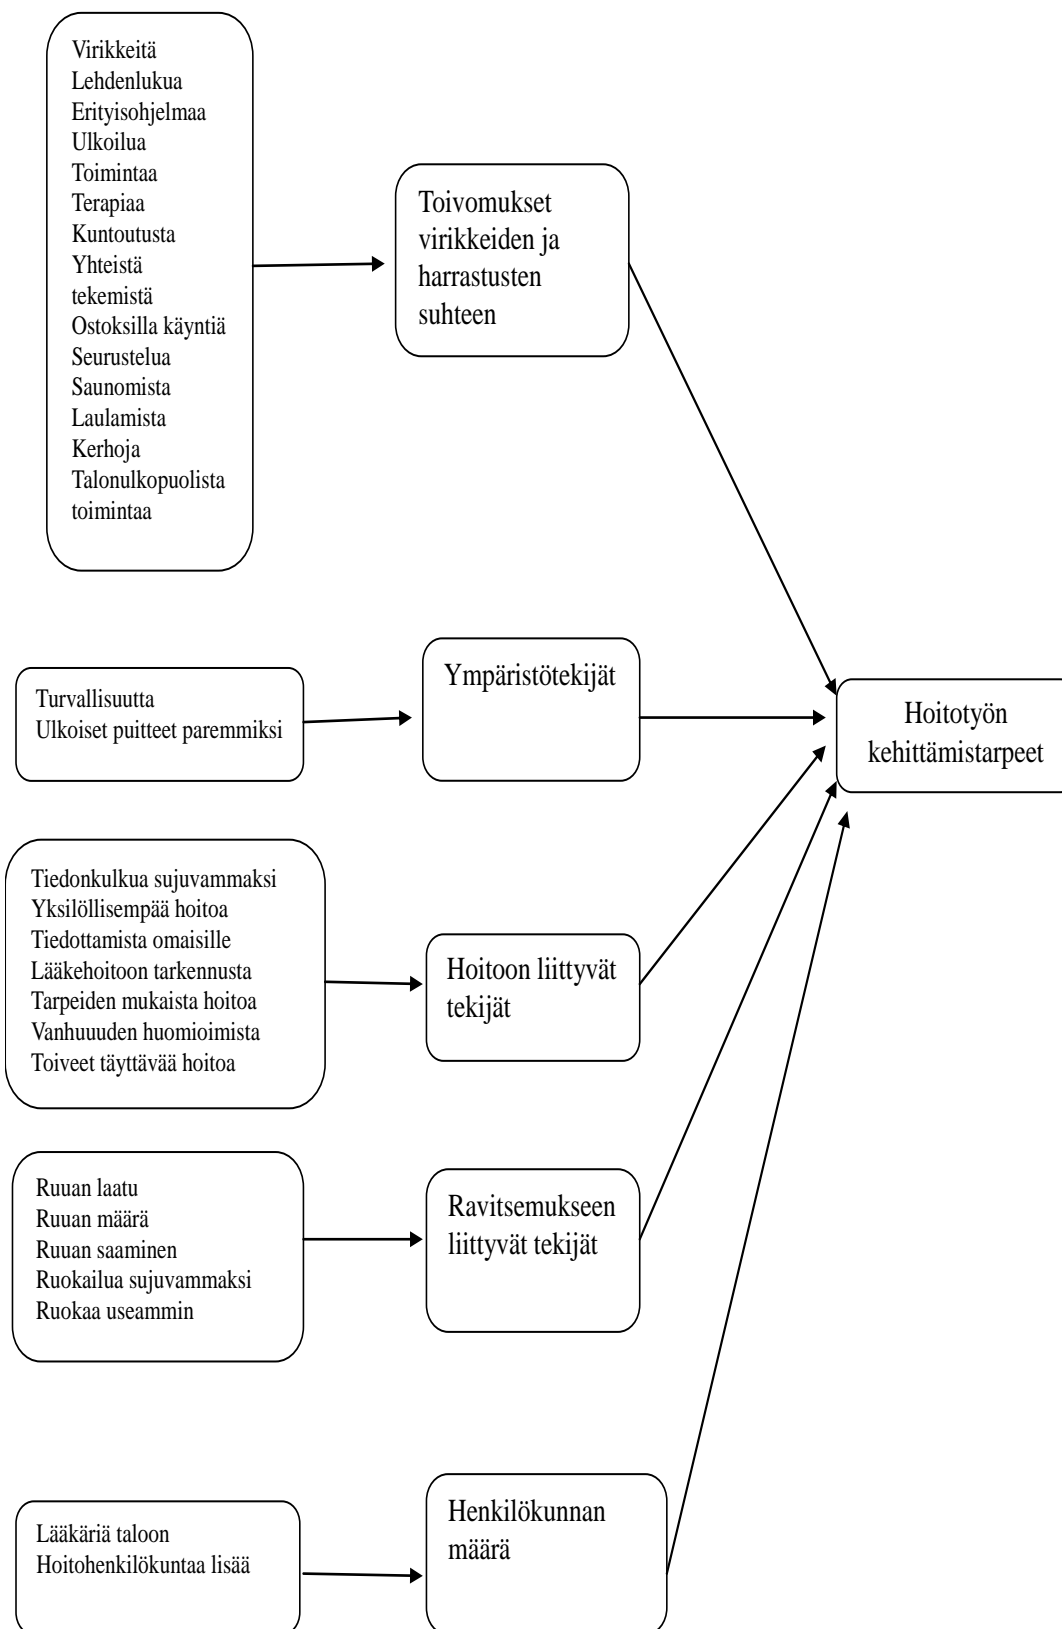 Virikkeitä
Lehdenlukua
Erityisohjelmaa
Ulkoilua
Toimintaa
Terapiaa
Kuntoutusta
Yhteistä
tekemistä
Ostoksilla käyntiä
Seurustelua
Saunomista
Laulamista
Kerhoja
Talonulkopuolista
toimintaa
Toivomukset
virikkeiden ja
harrastusten
suhteen
Turvallisuutta
Ulkoiset puitteet paremmiksi
Ympäristötekijät
Hoitotyön
kehittämistarpeet
Tiedonkulkua sujuvammaksi
Yksilöllisempää hoitoa
Tiedottamista omaisille
Lääkehoitoon tarkennusta
Tarpeiden mukaista hoitoa
Vanhuuuden huomioimista
Toiveet täyttävää hoitoa
Hoitoon liittyvät
tekijät
Ruuan laatu
Ruuan määrä
Ruuan saaminen
Ruokailua sujuvammaksi
Ruokaa useammin
Ravitsemukseen
liittyvät tekijät
Lääkäriä taloon
Hoitohenkilökuntaa lisää
Henkilökunnan
määrä